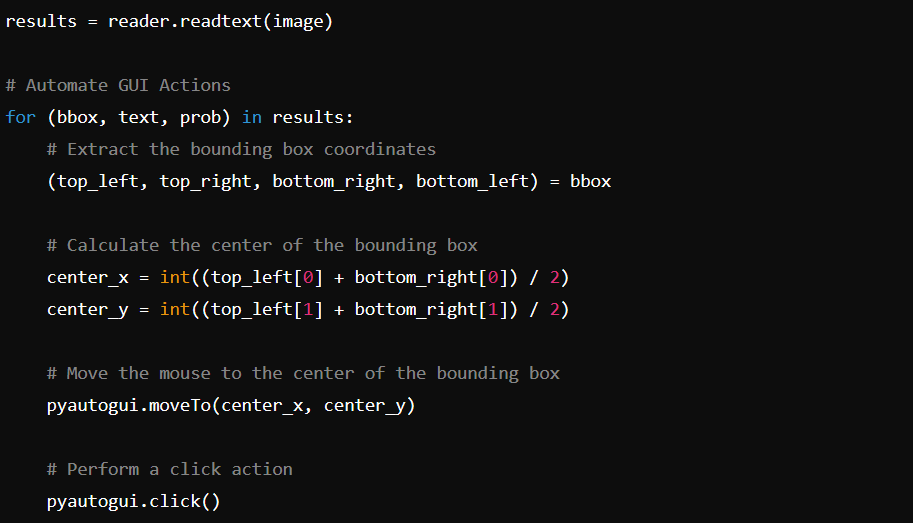 results = reader.readtext(image)
# Automate GUI Actions
for (bbox, text, prob) in results:
    # Extract the bounding box coordinates
    (top_left, top_right, bottom_right, bottom_left) = bbox
    # Calculate the center of the bounding box
    center_x = int((top_left[0] + bottom_right[0]) / 2)
    center_y = int((top_left[1] + bottom_right[1]) / 2)
    # Move the mouse to the center of the bounding box
    pyautogui.moveTo(center_x, center_y)
    # Perform a click action
    pyautogui.click()